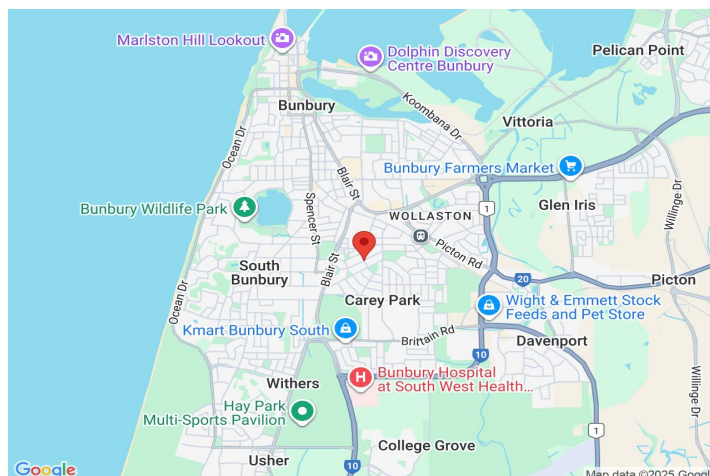 Marlston Hill Lookout
Dolphin Discovery
Centre Bunbury
Pelican Point
Bunbury
Koombana Dr
Vittoria
Ocean Dr
Blair St
Bunbury Farmers Market
Willinge Dr
Bunbury Wildlife Park
Spencer St
WOLLASTON
1
Glen Iris
Picton Rd
South
Bunbury
Blair St
20
Picton
Ocean Dr
Carey Park
Wight & Emmett Stock
Feeds and Pet Store
Kmart Bunbury South
Brittain Rd
Davenport
10
Withers
H
Bunbury Hospital
at South West Health...
Willinge Dr
Hay Park
Multi-Sports Pavilion
1
College Grove
Usher
10
Google
Map data ©2025 Google